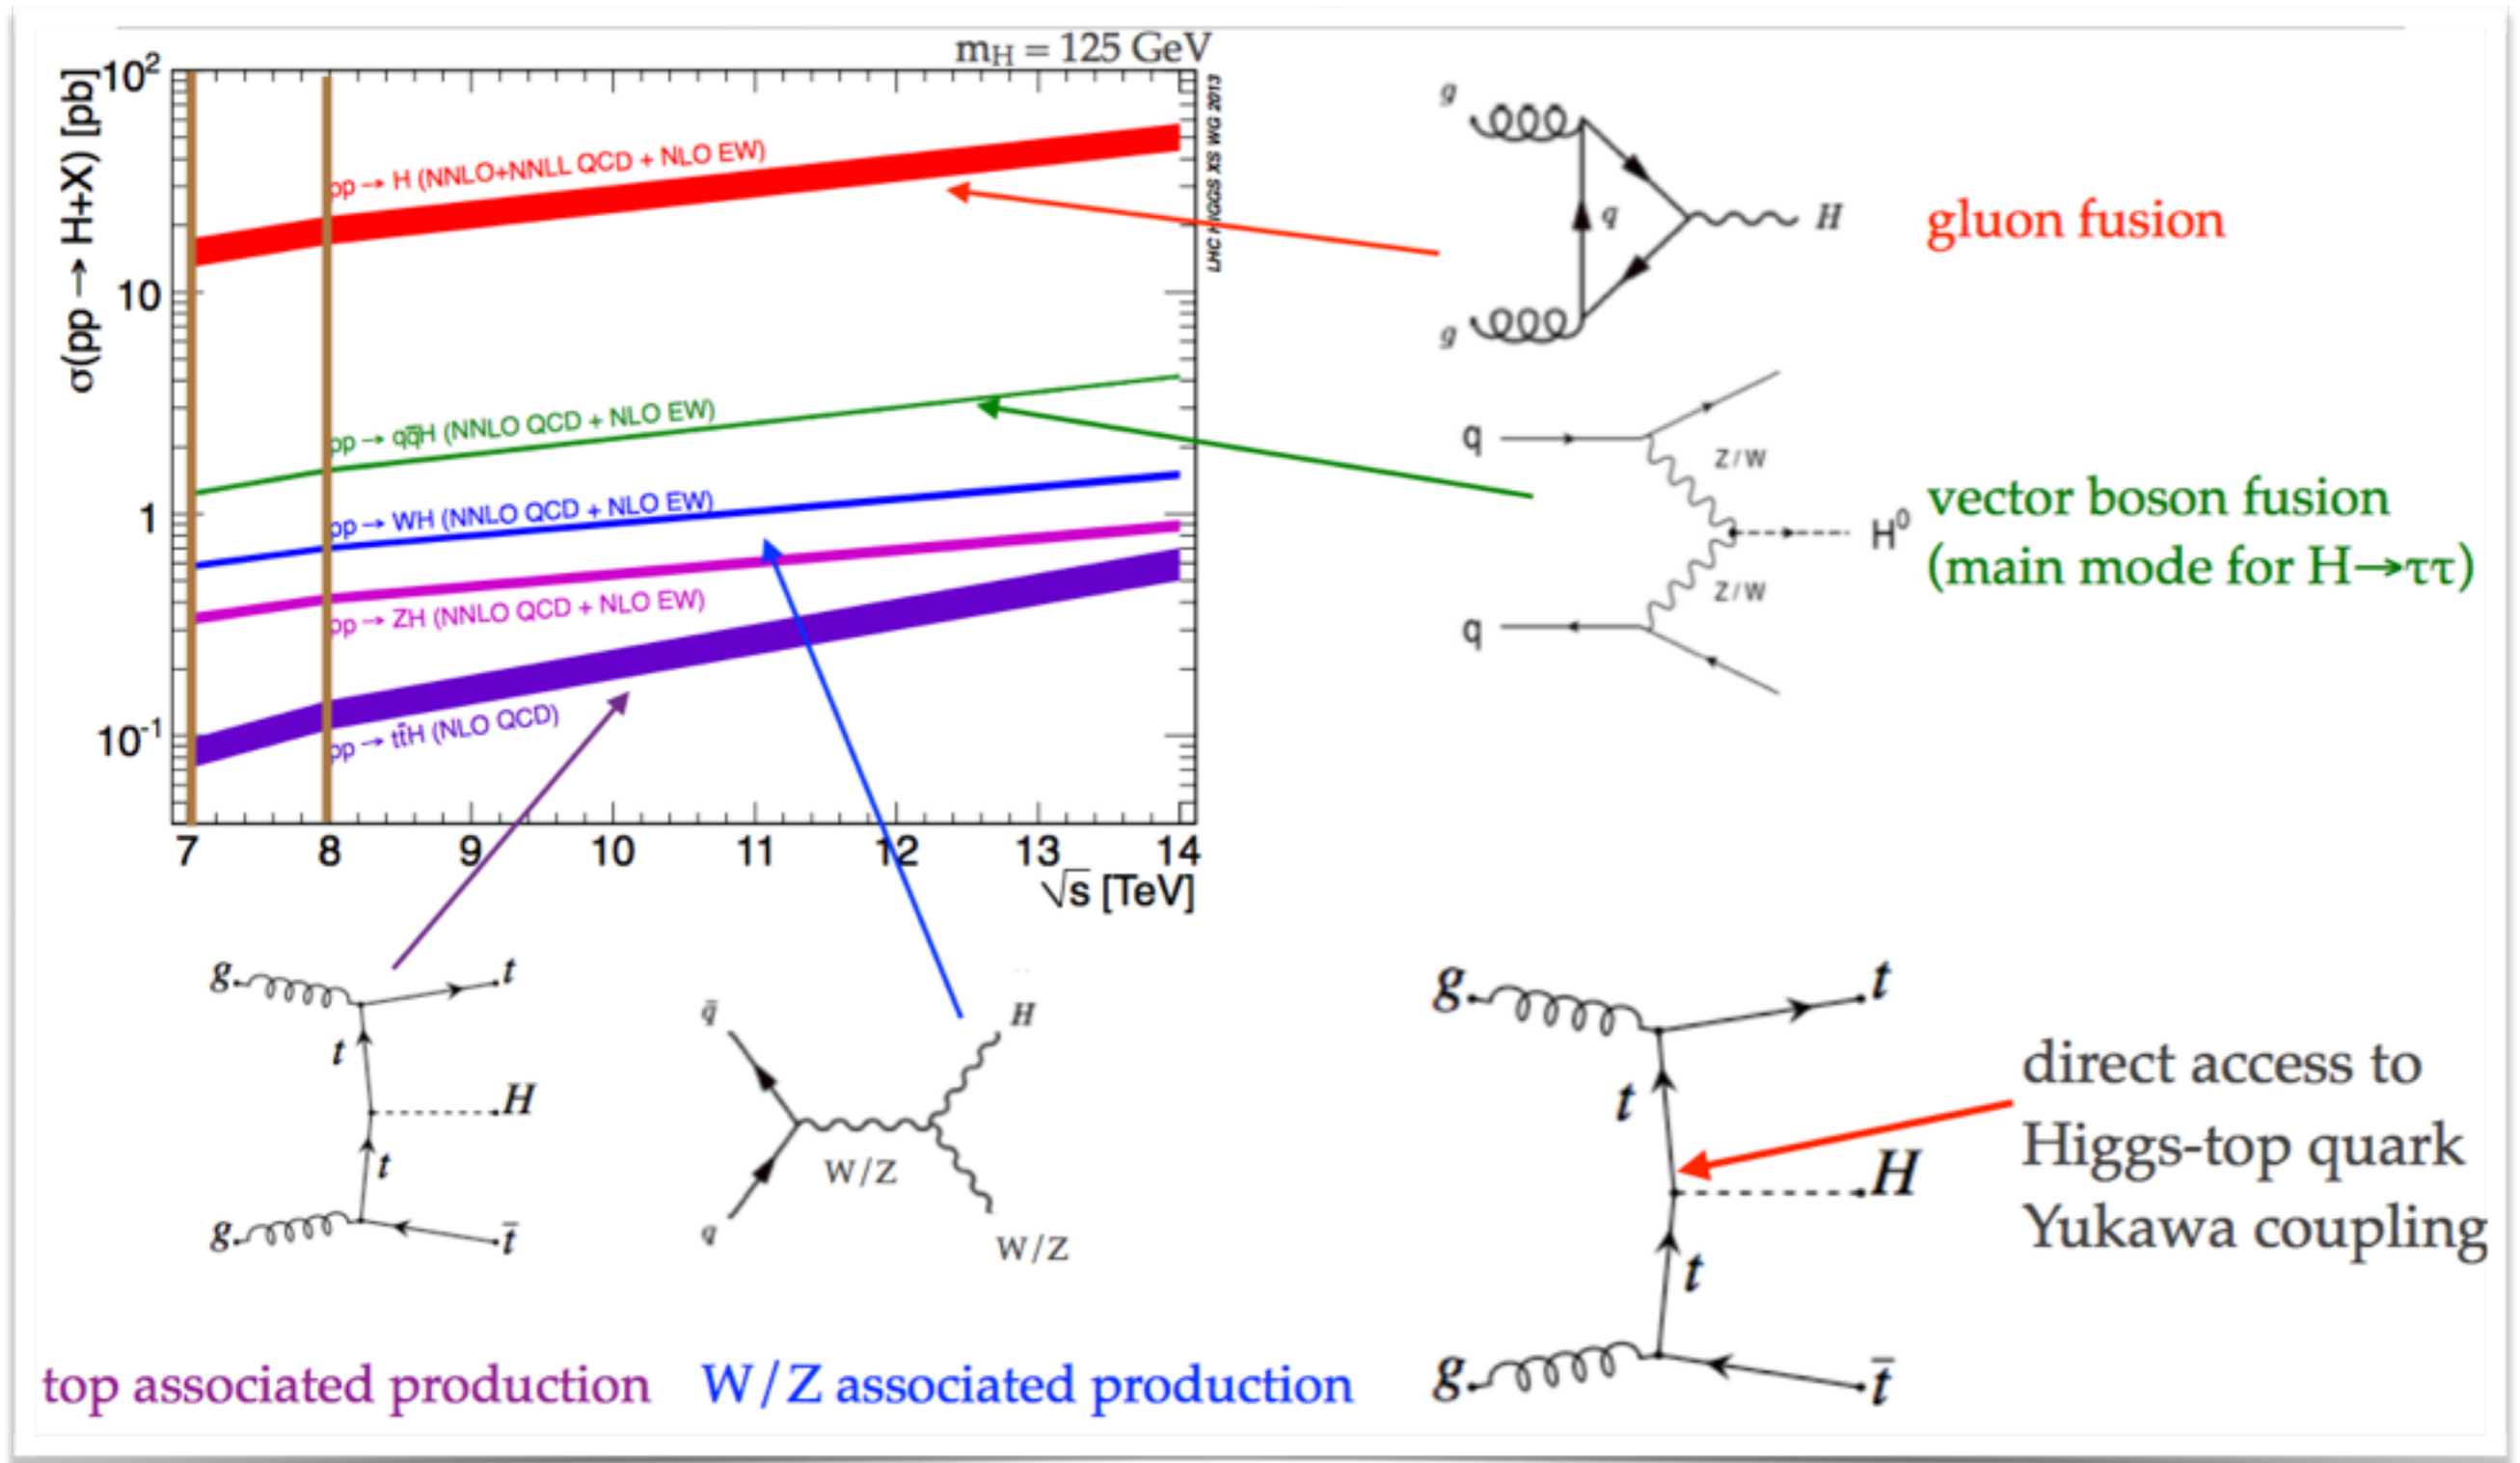 m_H = 125 GeV
σ(pp → H+X) [pb]
10²
10
1
10⁻¹
LHC HIGGS XS WG 2013
pp → H (NNLO+NNLL QCD + NLO EW)
pp → qq̄H (NNLO QCD + NLO EW)
pp → WH (NNLO QCD + NLO EW)
pp → ZH (NNLO QCD + NLO EW)
pp → tt̄H (NLO QCD)
7 8 9 10 11 12 13 14
√s [TeV]
g
q
H
g
gluon fusion
q
Z/W
H⁰
Z/W
q
vector boson fusion
(main mode for H→ττ)
g
t
t
H
t
g
t̄
top associated production
q̄
H
W/Z
q
W/Z
W/Z associated production
g
t
t
H
t
g
t̄
direct access to
Higgs-top quark
Yukawa coupling